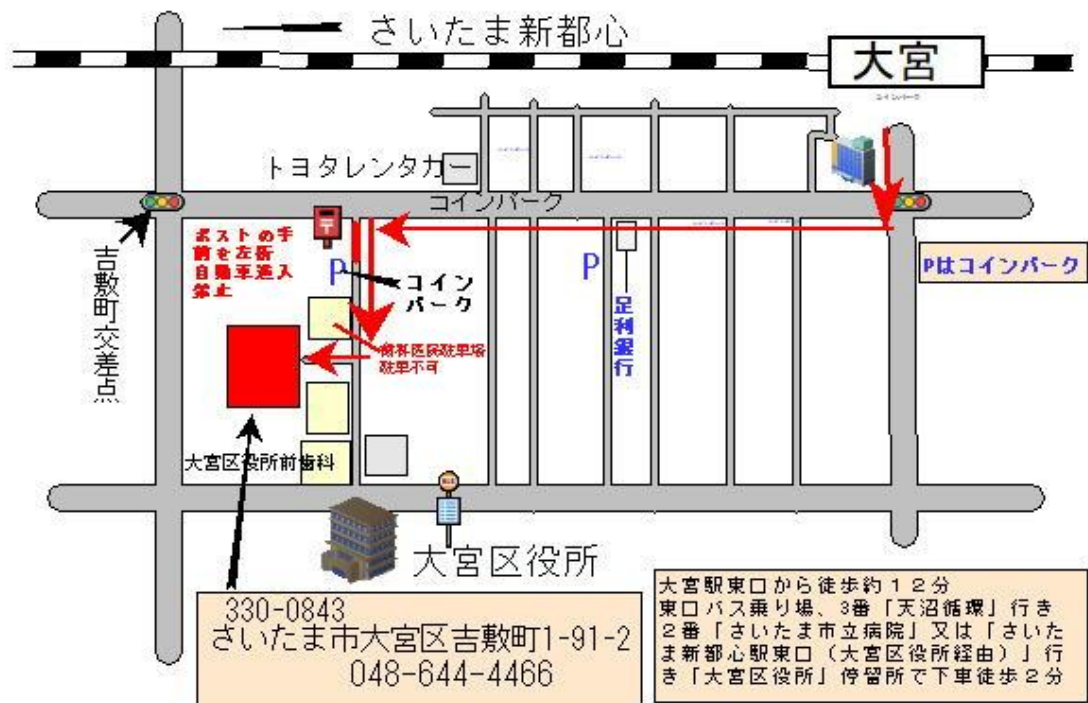 さいたま新都心
大宮
コインパーク
トヨタレンタカー
コインパーク
吉敷町交差点
ポストの手
前を左折
自動車進入
禁止
P
コイン
パーク
P
足利銀行
Pはコインパーク
歯科医院駐車場
駐車不可
大宮区役所前歯科
大宮区役所
330-0843
さいたま市大宮区吉敷町1-91-2
048-644-4466
大宮駅東口から徒歩約12分
東口バス乗り場、3番「天沼循環」行き
2番「さいたま市立病院」又は「さいた
ま新都心駅東口（大宮区役所経由）」行
き「大宮区役所」停留所で下車徒歩2分